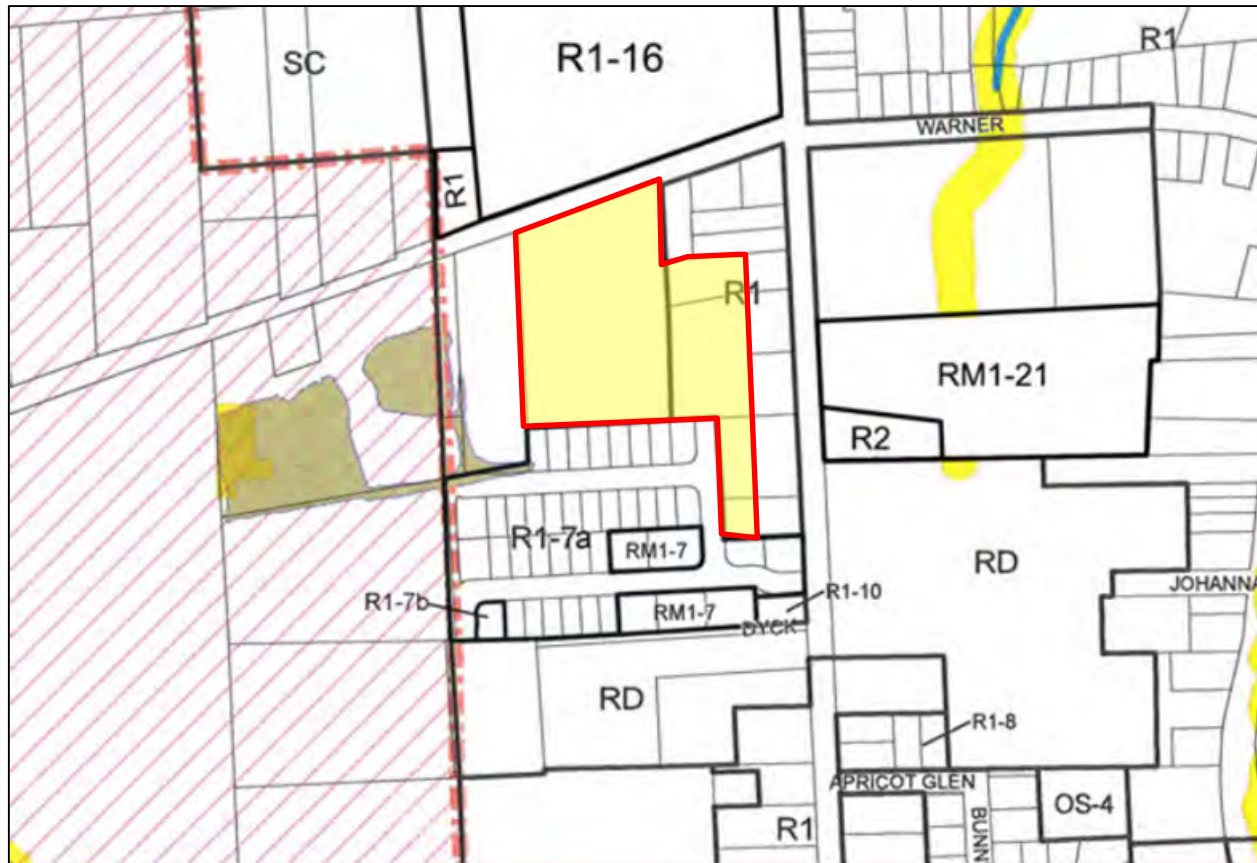 SC
R1-16
R1
WARNER
R1
R1
RM1-21
R2
R1-7a
RM1-7
RD
JOHANNA
R1-7b
RM1-7
R1-10
DYCK
RD
R1-8
APRICOT GLEN
OS-4
BUNN
R1